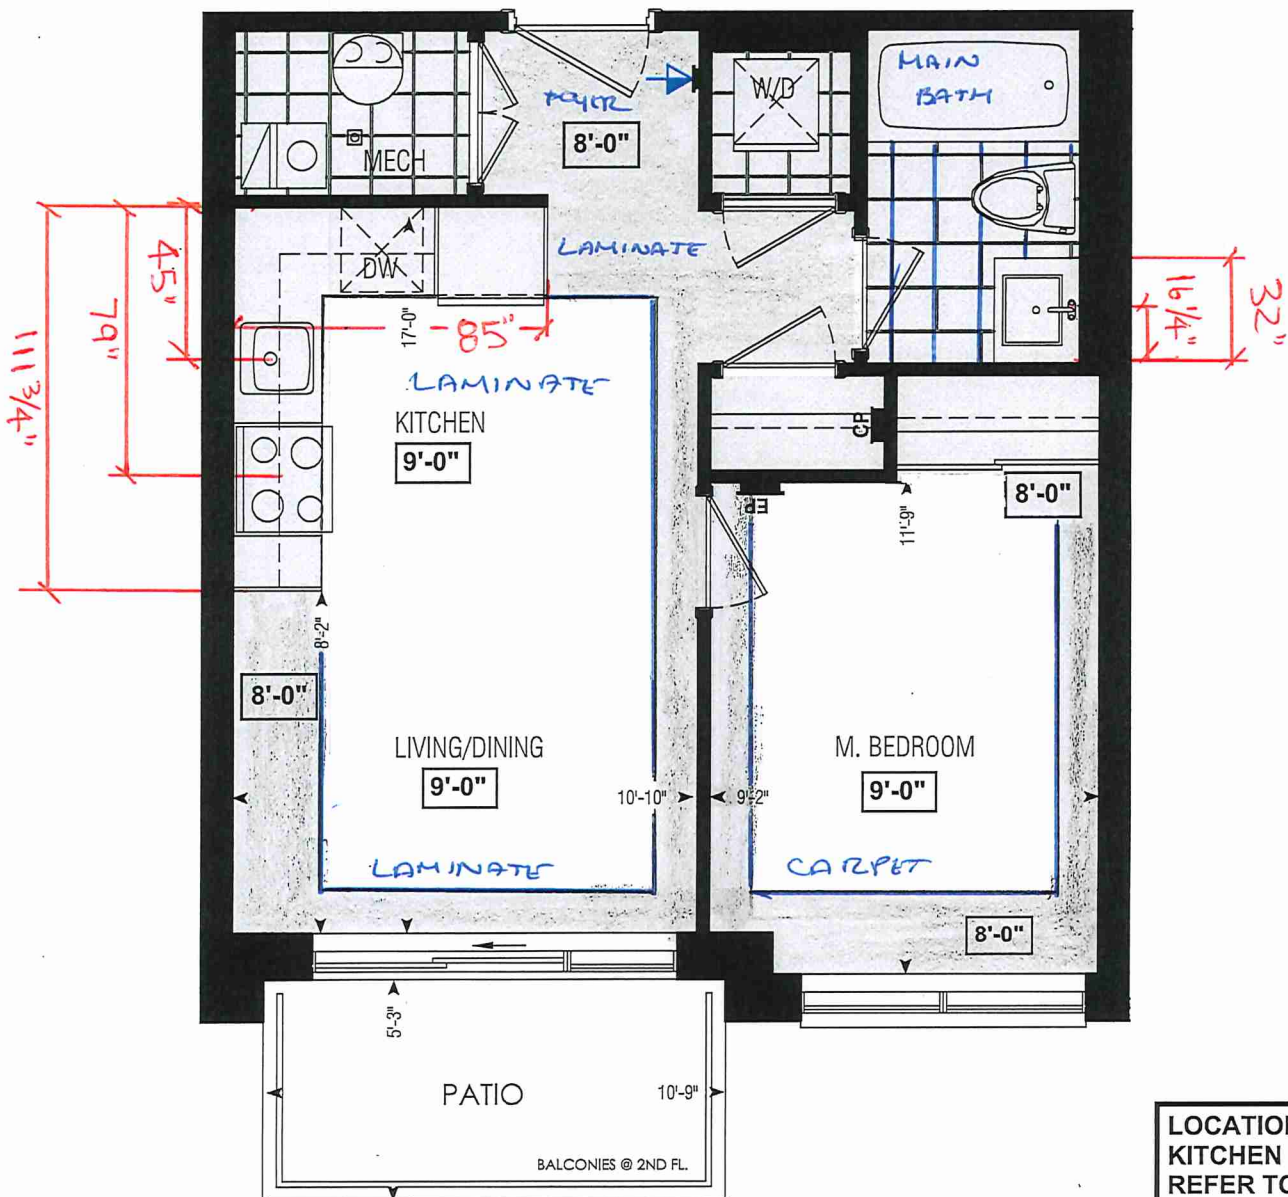 MAIN
BATH
W/D
FOYER
8'-0"
MECH
LAMINATE
DW
45"
79"
111 3/4"
85"
17'-0"
16 1/4"
32"
LAMINATE
KITCHEN
9'-0"
CP
EP
8'-0"
11'-9"
8'-2"
8'-0"
LIVING/DINING
9'-0"
10'-10"
M. BEDROOM
9'-0"
9'-2"
LAMINATE
CARPET
8'-0"
5'-3"
PATIO
10'-9"
BALCONIES @ 2ND FL.
LOCATION
KITCHEN
REFER TO